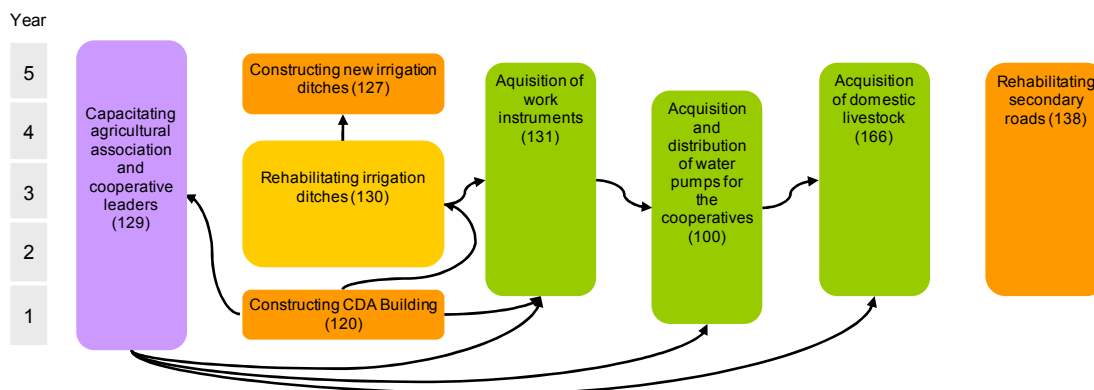 Year
5
4
3
2
1
Capacitating
agricultural
association
and
cooperative
leaders
(129)
Constructing new irrigation
ditches (127)
Rehabilitating irrigation
ditches (130)
Constructing CDA Building
(120)
Aquisition of
work
instruments
(131)
Acquisition and
distribution
of water
pumps for
the
cooperatives
(100)
Acquisition
of domestic
livestock
(166)
Rehabilitating
secondary
roads (138)